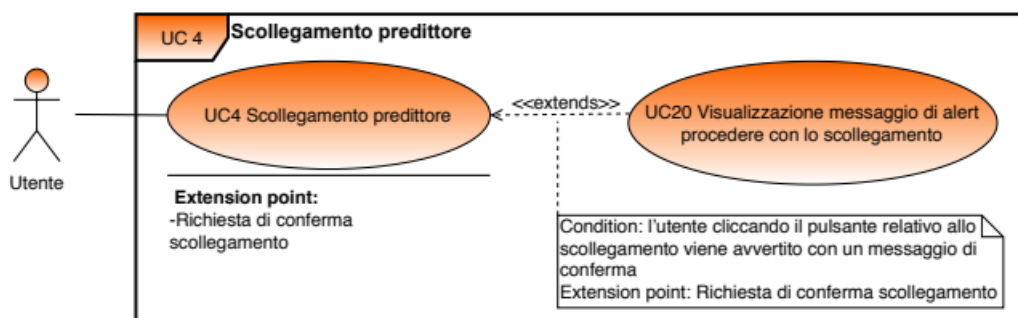 UC 4
Scollegamento predittore
Utente
UC4 Scollegamento predittore
<<extends>>
UC20 Visualizzazione messaggio di alert
procedere con lo scollegamento
Extension point:
-Richiesta di conferma
scollegamento
Condition: l'utente cliccando il pulsante relativo allo
scollegamento viene avvertito con un messaggio di
conferma
Extension point: Richiesta di conferma scollegamento